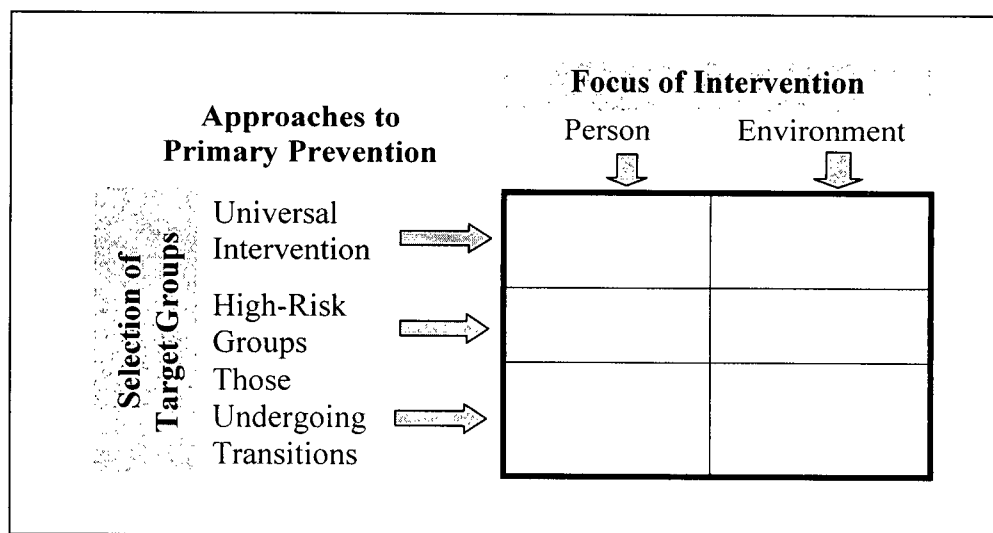 Focus of Intervention
Approaches to
Primary Prevention
Person
Environment
Selection of
Target Groups
Universal
Intervention
High-Risk
Groups
Those
Undergoing
Transitions